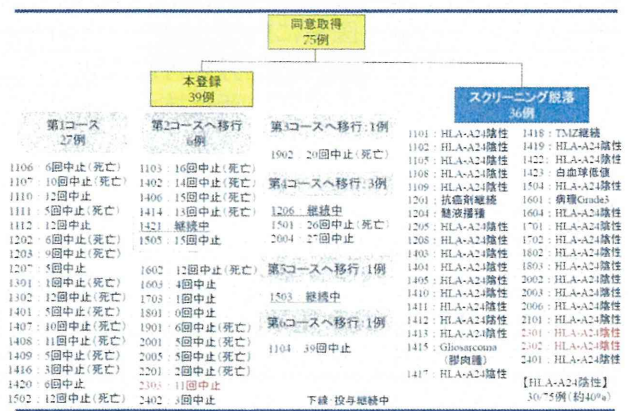 同意取得
75例
本登録
39例
スクリーニング脱落
36例
第1コース
27例
1106 : 6回中止(死亡)
1107 : 10回中止(死亡)
1110 : 12回中止
1111 : 5回中止(死亡)
1112 : 12回中止
1202 : 6回中止(死亡)
1203 : 9回中止(死亡)
1207 : 5回中止
1301 : 1回中止(死亡)
1302 : 12回中止(死亡)
1401 : 5回中止(死亡)
1407 : 10回中止(死亡)
1408 : 11回中止(死亡)
1409 : 5回中止(死亡)
1416 : 3回中止(死亡)
1420 : 6回中止
1502 : 12回中止(死亡)
第2コースへ移行
6例
1103 : 16回中止(死亡)
1402 : 14回中止(死亡)
1406 : 15回中止(死亡)
1414 : 13回中止(死亡)
1421 継続中
1505 : 15回中止
1602 12回中止(死亡)
1603 : 4回中止
1703 : 1回中止
1801 : 0回中止
1901 : 6回中止(死亡)
2001 : 5回中止(死亡)
2005 : 5回中止(死亡)
2201 : 2回中止(死亡)
2303 : 11回中止
2402 : 3回中止
第3コースへ移行:1例
1902 : 20回中止(死亡)
第4コースへ移行:3例
1206 継続中
1501 : 26回中止(死亡)
2004 : 27回中止
第5コースへ移行:1例
1503 継続中
第6コースへ移行:1例
1104 : 39回中止
下線:投与継続中
1101 : HLA-A24陰性
1102 : HLA-A24陰性
1105 : HLA-A24陰性
1108 : HLA-A24陰性
1109 : HLA-A24陰性
1201 : 抗癌剤継続
1204 : 髄液播種
1205 : HLA-A24陰性
1208 : HLA-A24陰性
1403 : HLA-A24陰性
1404 : HLA-A24陰性
1405 : HLA-A24陰性
1410 : HLA-A24陰性
1411 : HLA-A24陰性
1412 : HLA-A24陰性
1413 : HLA-A24陰性
1415 : Gliosarcoma
(膠肉腫)
1417 : HLA-A24陰性
1418 : TMZ継続
1419 : HLA-A24陰性
1422 : HLA-A24陰性
1423 : 白血球低値
1504 : HLA-A24陰性
1601 : 病理Grade3
1604 : HLA-A24陰性
1701 : HLA-A24陰性
1702 : HLA-A24陰性
1802 : HLA-A24陰性
1803 : HLA-A24陰性
2002 : HLA-A24陰性
2003 : HLA-A24陰性
2006 : HLA-A24陰性
2101 : HLA-A24陰性
2301 : HLA-A24陰性
2302 : HLA-A24陰性
2401 : HLA-A24陰性
【HLA-A24陰性】
30/75例(約40%)